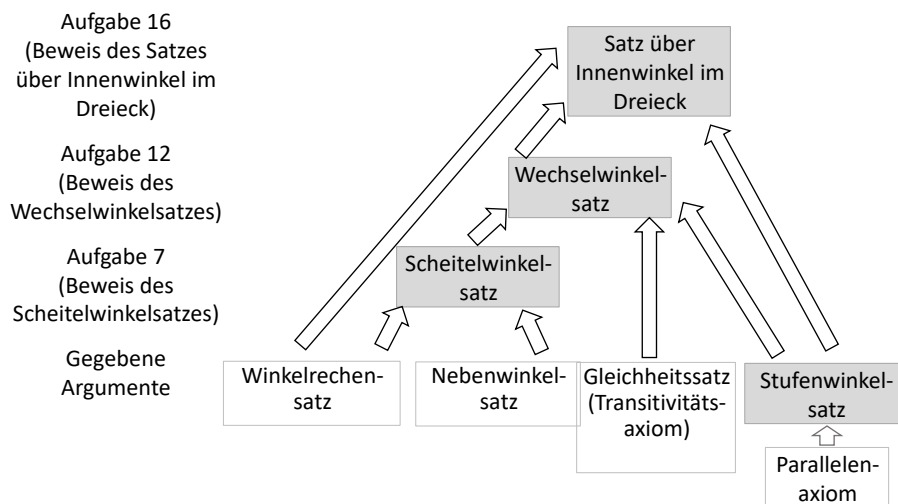 Aufgabe 16
(Beweis des Satzes
über Innenwinkel im
Dreieck)
Satz über
Innenwinkel im
Dreieck
Aufgabe 12
(Beweis des
Wechselwinkelsatzes)
Wechselwinkel-
satz
Aufgabe 7
(Beweis des
Scheitelwinkelsatzes)
Scheitelwinkel-
satz
Gegebene
Argumente
Winkelrechen-
satz
Nebenwinkel-
satz
Gleichheitssatz
(Transitivitäts-
axiom)
Stufenwinkel-
satz
Parallelen-
axiom